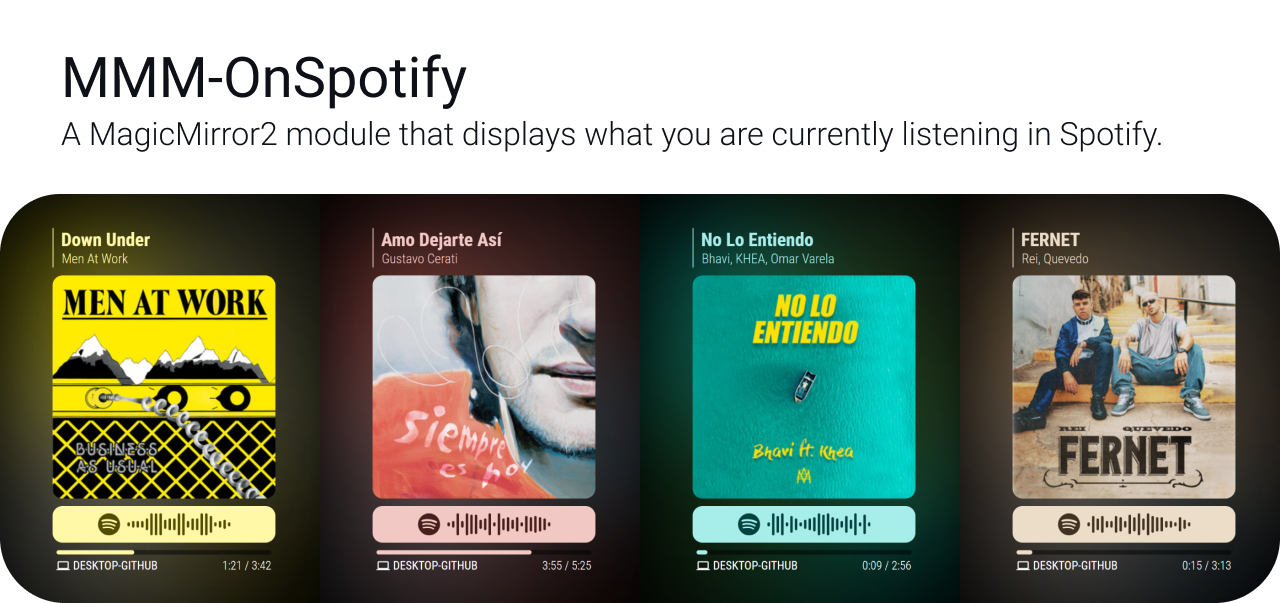 MMM-OnSpotify
A MagicMirror2 module that displays what you are currently listening in Spotify.
Down Under
Men At Work
MEN AT WORK
BUSINESS
AS USUAL
DESKTOP-GITHUB 1:21 / 3:42
Amo Dejarte Así
Gustavo Cerati
siempre
es hoy
DESKTOP-GITHUB 3:55 / 5:25
No Lo Entiendo
Bhavi, KHEA, Omar Varela
NO LO
ENTIENDO
Bhavi ft. Khea
DESKTOP-GITHUB 0:09 / 2:56
FERNET
Rei, Quevedo
REI QUEVEDO
FERNET
DESKTOP-GITHUB 0:15 / 3:13